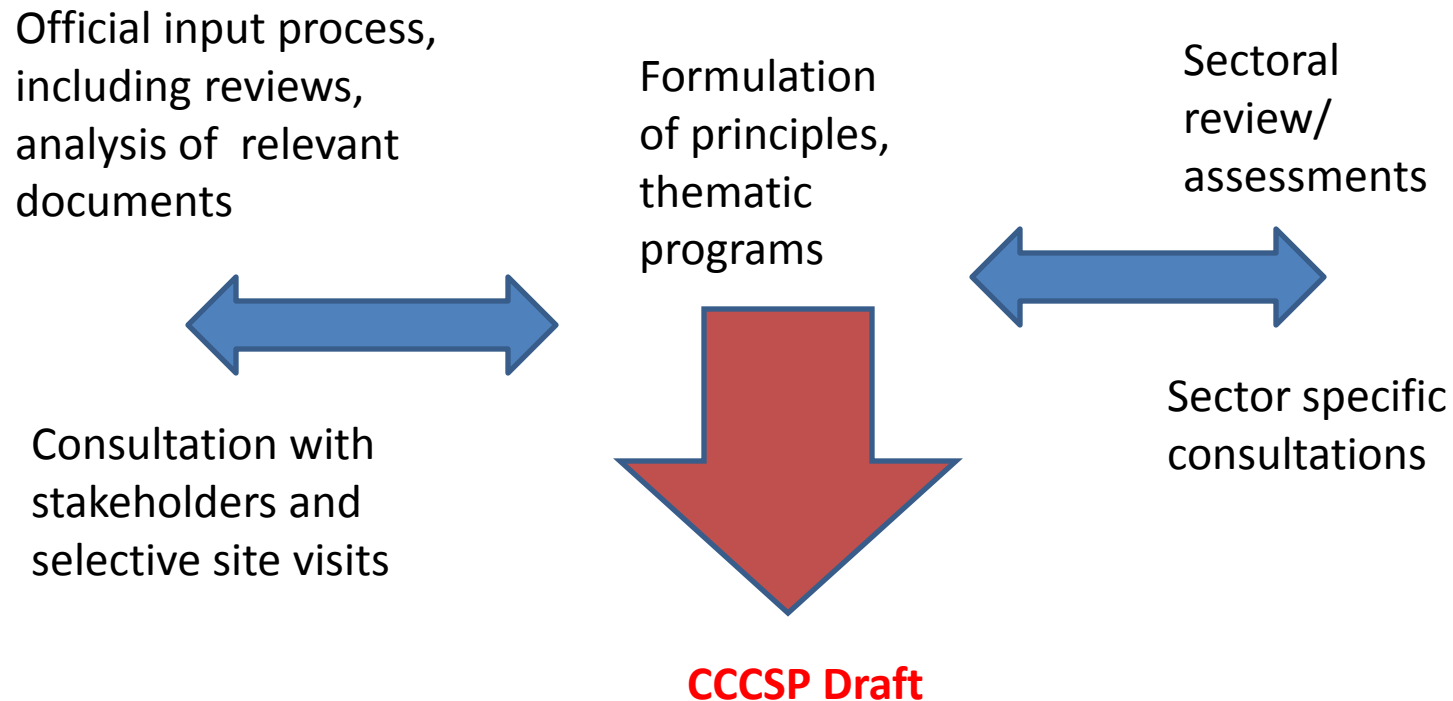 Official input process,
including reviews,
analysis of  relevant
documents
Formulation
of principles,
thematic
programs
Sectoral
review/
assessments
Consultation with
stakeholders and
selective site visits
Sector specific
consultations
CCCSP Draft